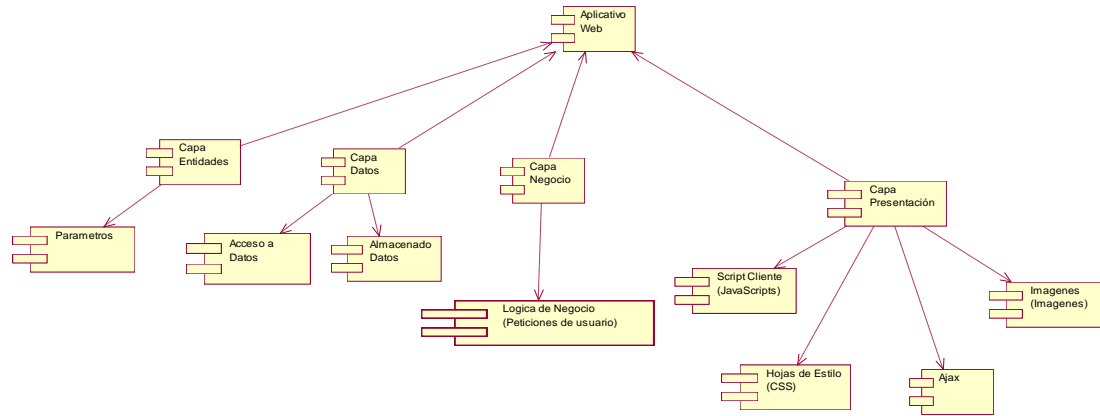 Aplicativo
Web
Capa
Entidades
Capa
Datos
Capa
Negocio
Capa
Presentación
Parametros
Acceso a
Datos
Almacenado
Datos
Script Cliente
(JavaScripts)
Imagenes
(Imagenes)
Logica de Negocio
(Peticiones de usuario)
Hojas de Estilo
(CSS)
Ajax